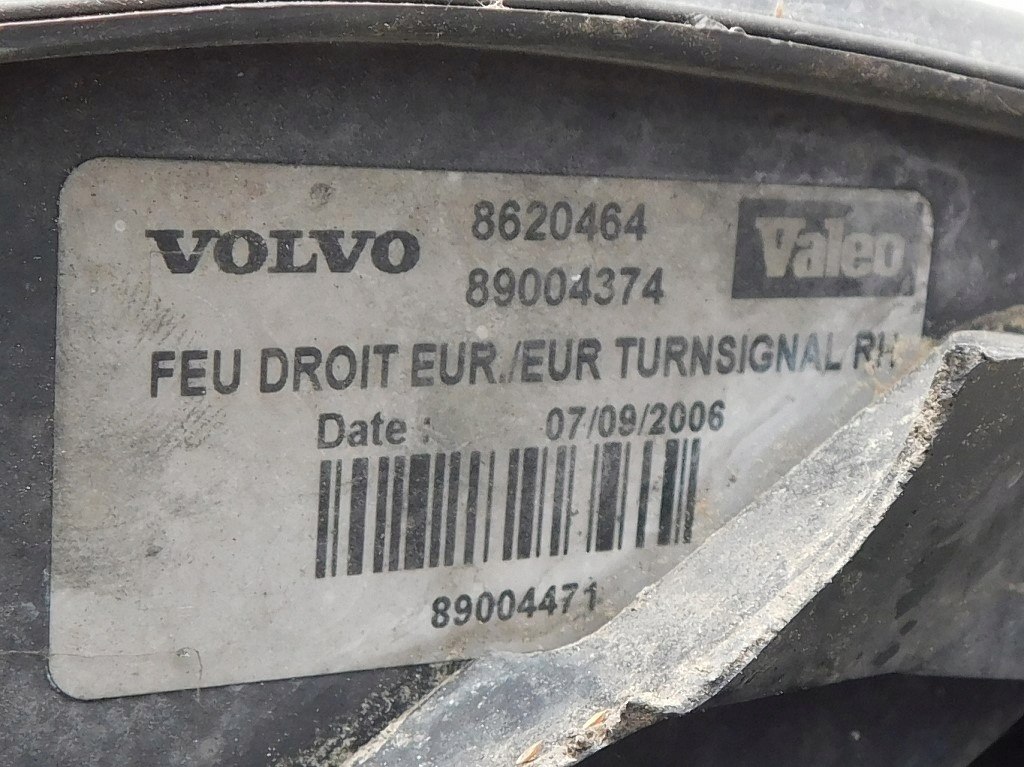 VOLVO 8620464 Valeo
89004374
FEU DROIT EUR./EUR TURNSIGNAL RH
Date : 07/09/2006
89004471